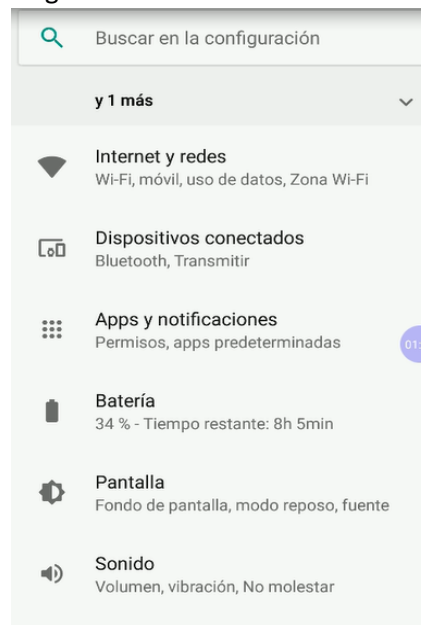 Buscar en la configuración
y 1 más
Internet y redes
Wi-Fi, móvil, uso de datos, Zona Wi-Fi
Dispositivos conectados
Bluetooth, Transmitir
Apps y notificaciones
Permisos, apps predeterminadas
01:
Batería
34 % - Tiempo restante: 8h 5min
Pantalla
Fondo de pantalla, modo reposo, fuente
Sonido
Volumen, vibración, No molestar